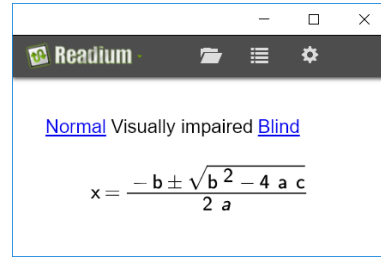 Readium
Normal Visually impaired Blind
x = (− b ± √(b² − 4 a c)) / (2 a)